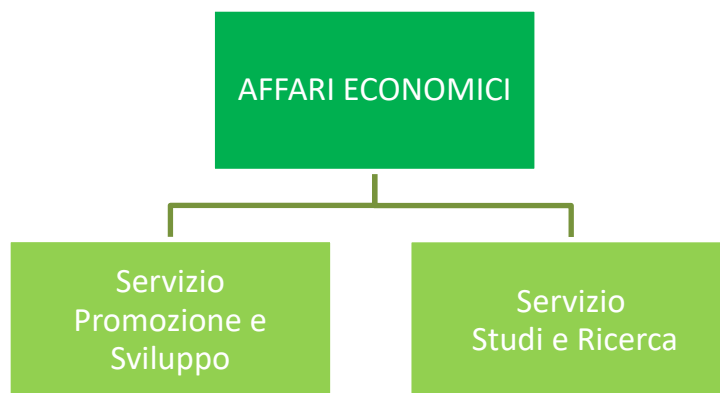 AFFARI ECONOMICI
Servizio
Promozione e
Sviluppo
Servizio
Studi e Ricerca